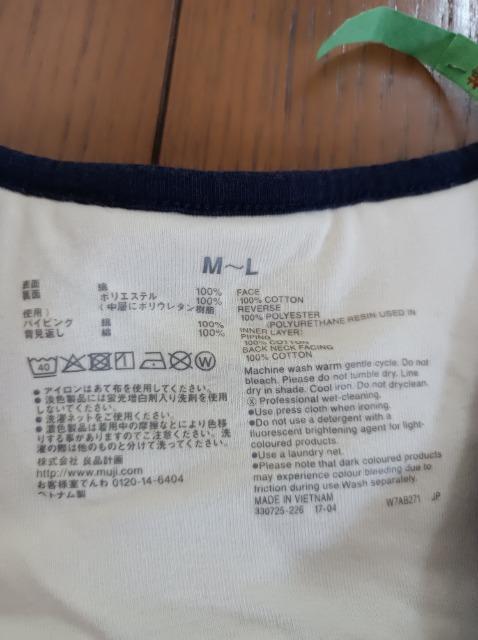 M～L
表面 綿 100%
裏面 ポリエステル 100%
（中層にポリウレタン樹脂
使用）
パイピング 綿 100%
背見返し 綿 100%
FACE
100% COTTON
REVERSE
100% POLYESTER
(POLYURETHANE RESIN USED IN
INNER LAYER)
PIPING
100% COTTON
BACK NECK FACING
100% COTTON
40
W
●アイロンはあて布を使用してください。
●淡色製品には蛍光増白剤入り洗剤を使用
しないでください。
●洗濯ネットをご使用ください。
●濃色製品は着用中の摩擦などにより色移
りする事がありますのでご注意ください。洗
濯の際は他のものと分けて洗ってください。
株式会社 良品計画
http://www.muji.com
お客様室でんわ 0120-14-6404
ベトナム製
Machine wash warm gentle cycle. Do not
bleach. Please do not tumble dry. Line
dry in shade. Cool iron. Do not dryclean.
Professional wet-cleaning.
●Use press cloth when ironing.
●Do not use a detergent with a
fluorescent brightening agent for light-
coloured products.
●Use a laundry net.
●Please note that dark coloured products
may experience colour bleeding due to
friction during use Wash separately.
MADE IN VIETNAM
330725-226 17-04 W7AB271 JP